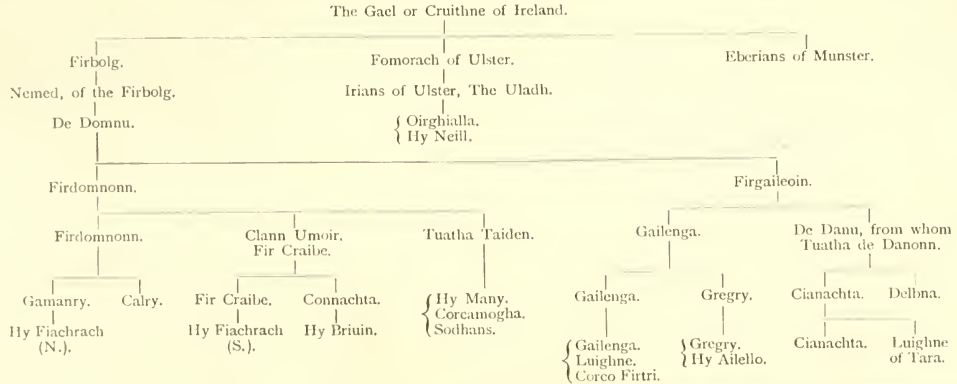 The Gael or Cruithne of Ireland.
Firbolg. Fomorach of Ulster. Eberians of Munster.
Nemed, of the Firbolg. Irians of Ulster, The Uladh.
De Domnu. { Oirghialla.
{ Hy Neill.
Firdomnonn. Firgaileoin.
Firdomnonn. Clann Umoir. Tuatha Taiden. Gailenga. De Danu, from whom
Fir Craibe. Tuatha de Danonn.
Gamanry. Calry. Fir Craibe. Connachta. { Hy Many. Gailenga. Gregry. Cianachta. Delbna.
Corcamogha.
Hy Fiachrach Hy Fiachrach Hy Briuin. Sodhans.
(N.). (S.).
{ Gailenga. { Gregry. Cianachta. Luighne
Luighne. Hy Ailello. of Tara.
Corco Firtri.